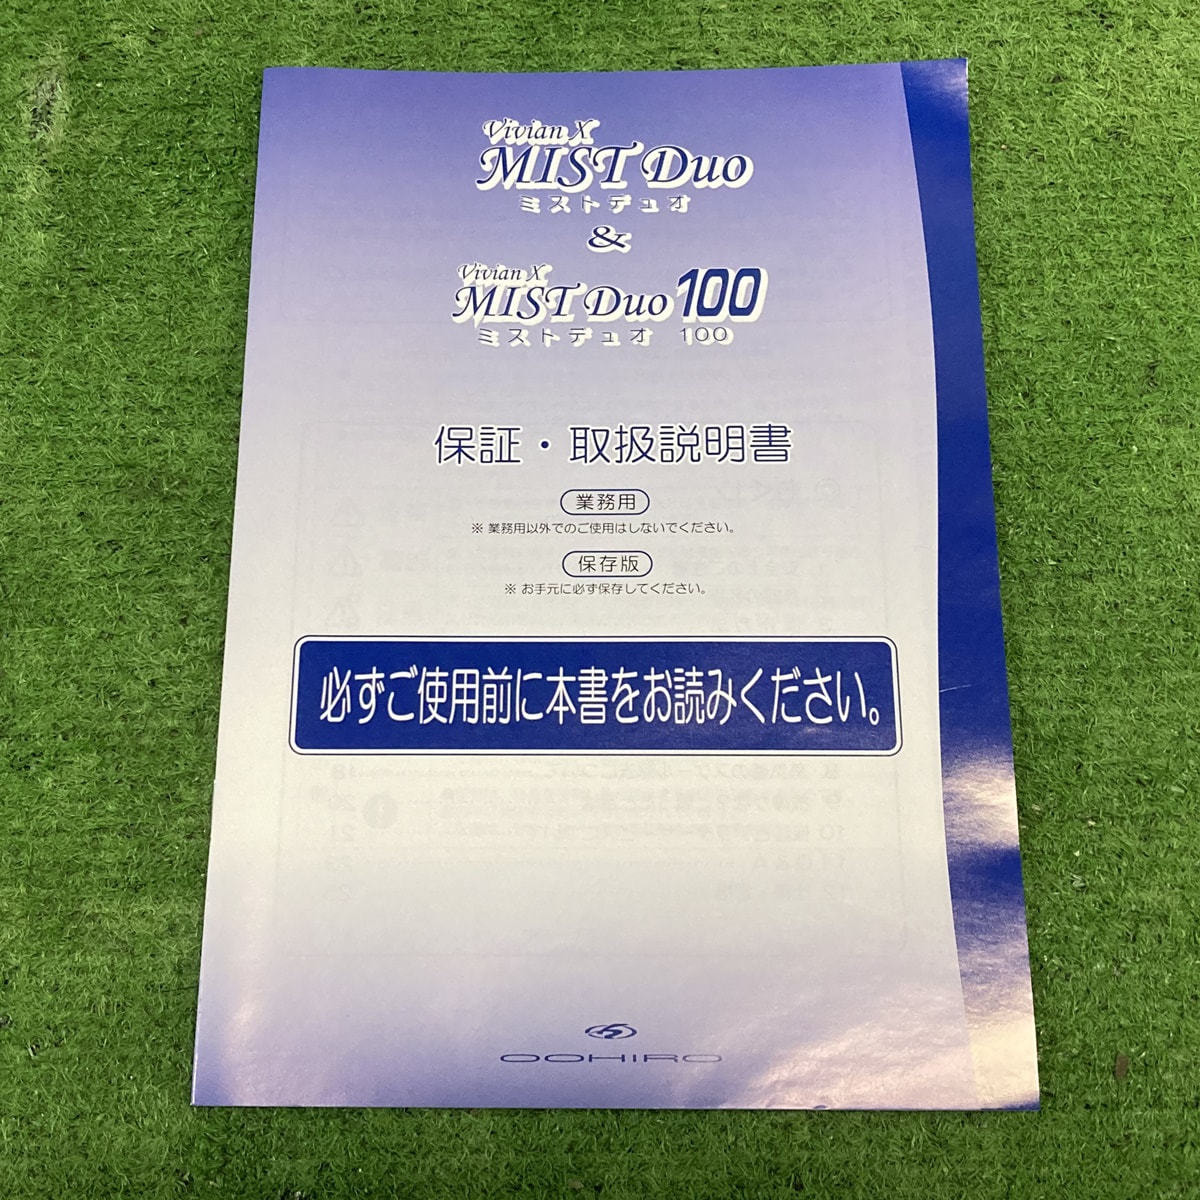 Vivian X
MIST Duo
ミストデュオ
&
Vivian X
MIST Duo 100
ミストデュオ 100
保証・取扱説明書
業務用
※ 業務用以外でのご使用はしないでください。
保存版
※ お手元に必ず保存してください。
必ずご使用前に本書をお読みください。
OOHIRO